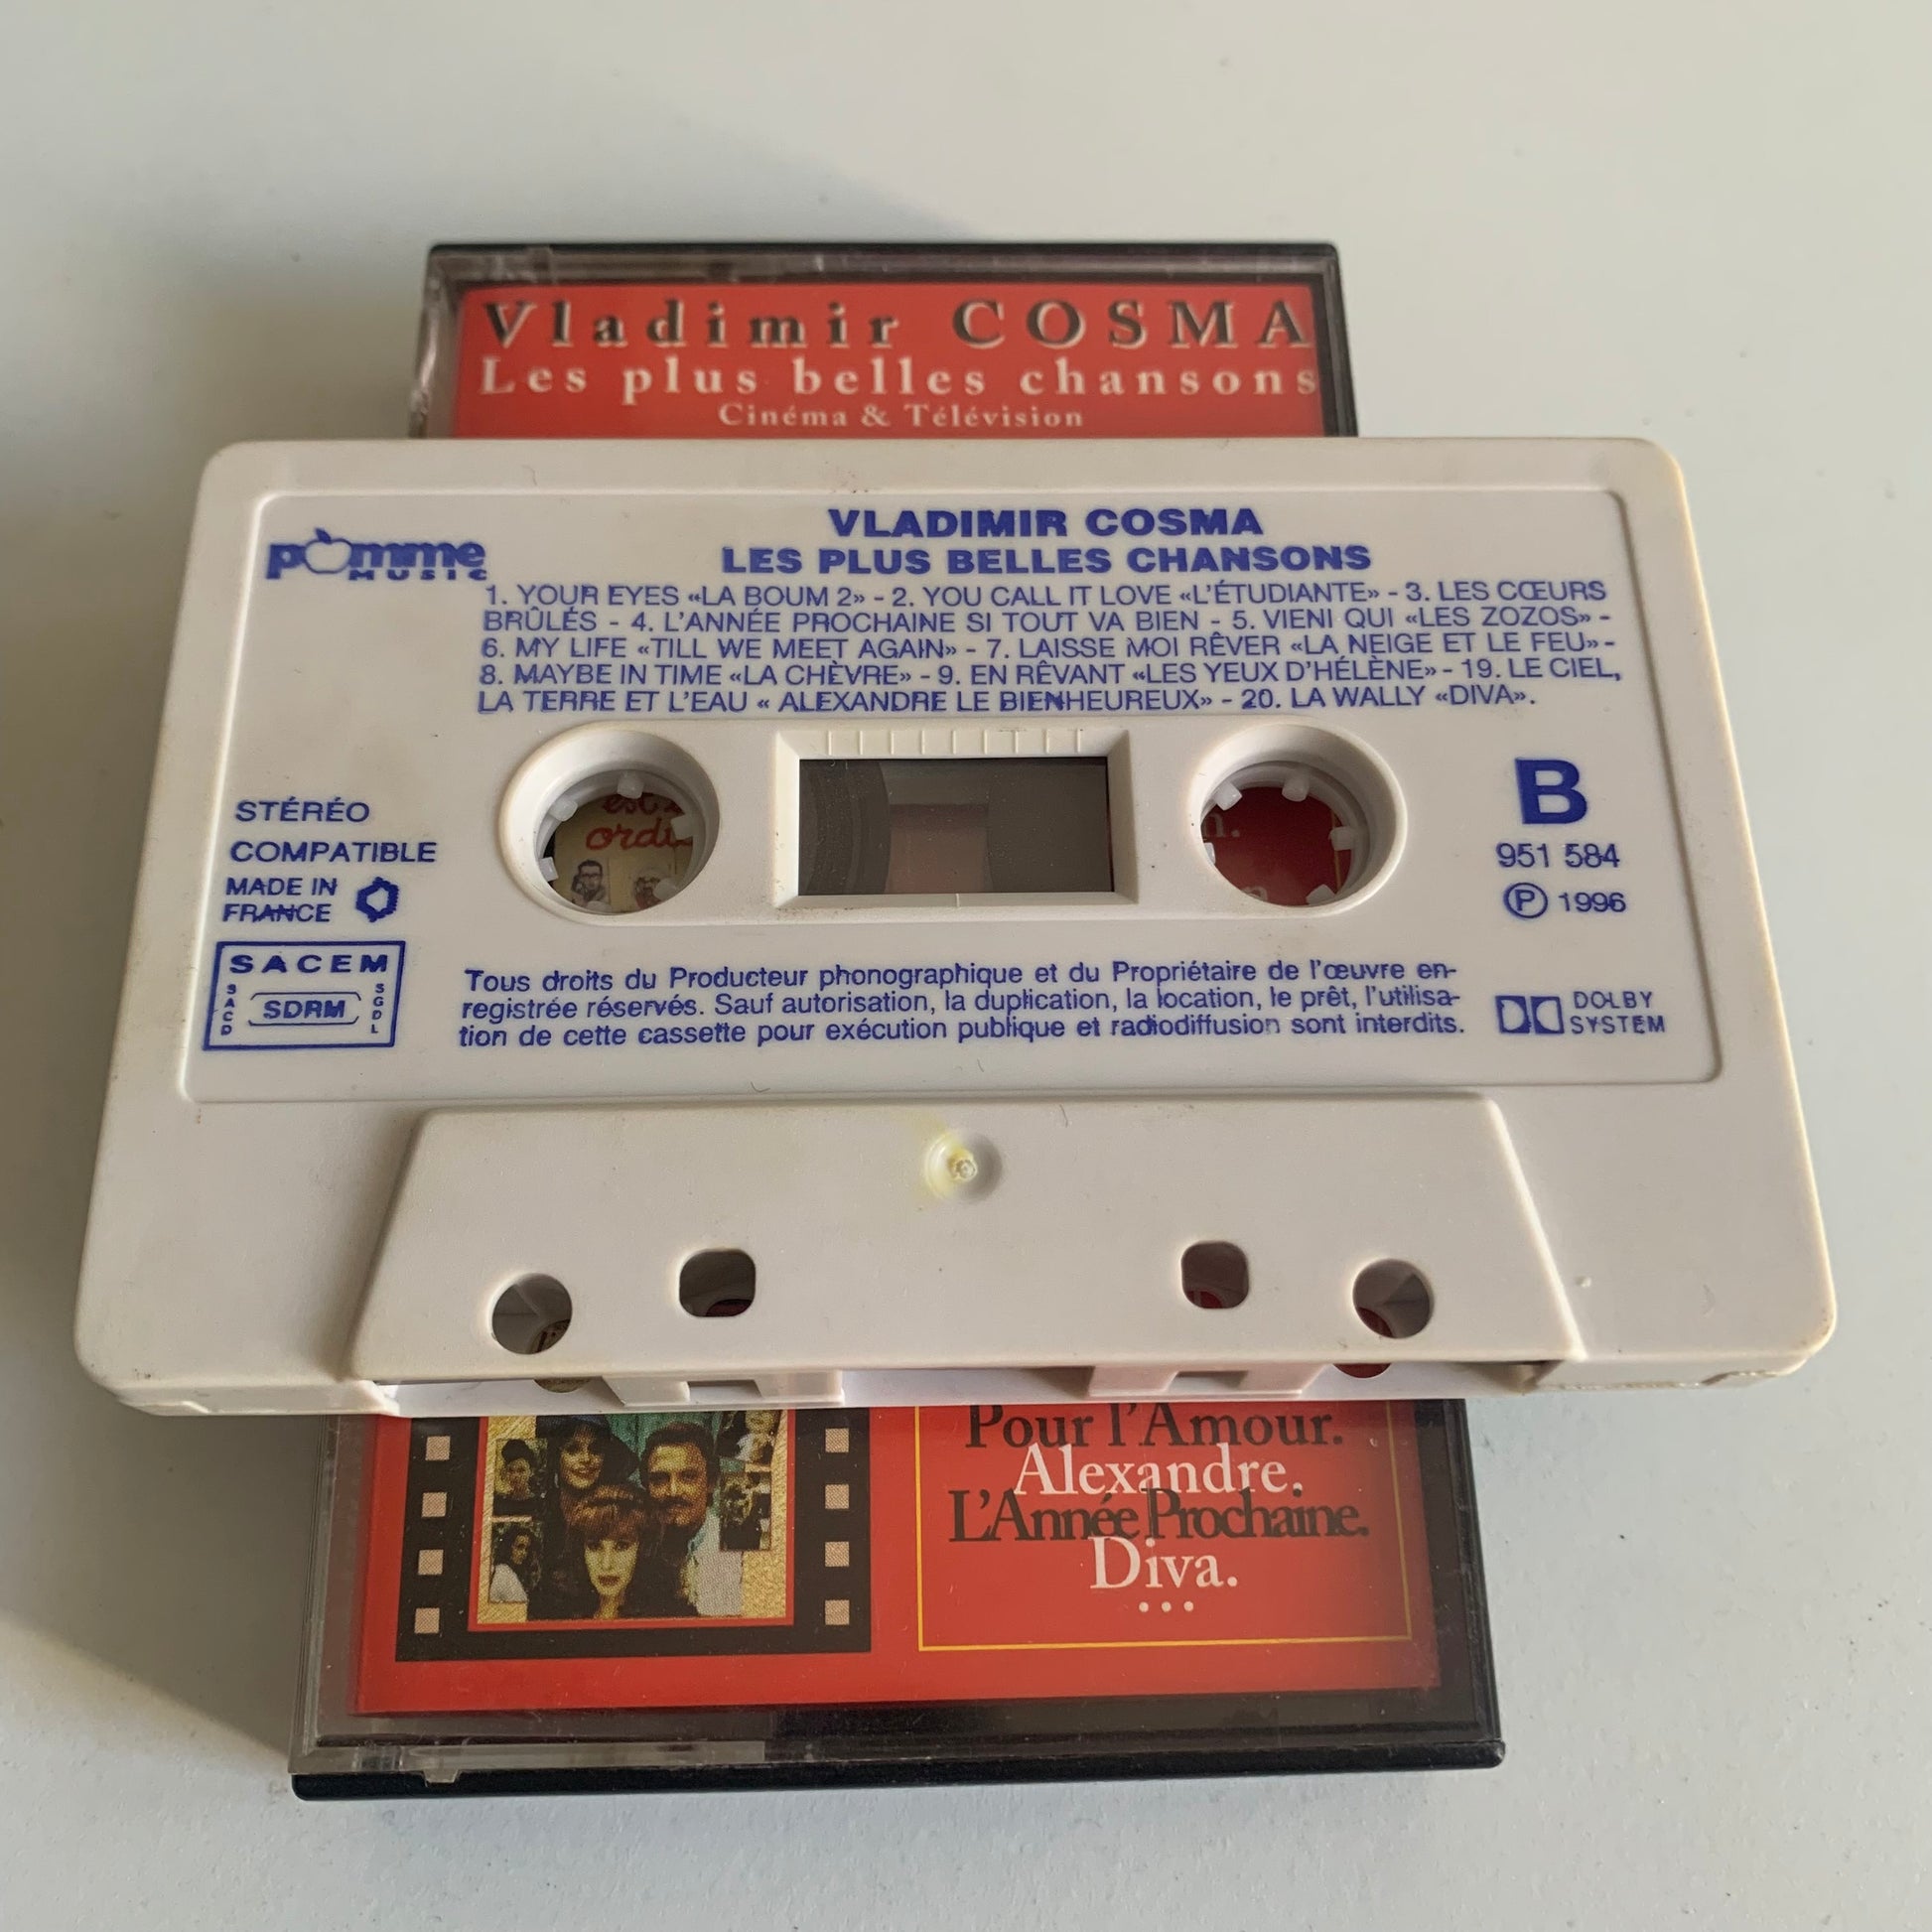 Vladimir COSMA
Les plus belles chansons
Cinéma & Télévision
pomme
MUSIC
VLADIMIR COSMA
LES PLUS BELLES CHANSONS
1. YOUR EYES «LA BOUM 2» - 2. YOU CALL IT LOVE «L'ÉTUDIANTE» - 3. LES CŒURS
BRÛLÉS - 4. L'ANNÉE PROCHAINE SI TOUT VA BIEN - 5. VIENI QUI «LES ZOZOS» -
6. MY LIFE «TILL WE MEET AGAIN» - 7. LAISSE MOI RÊVER «LA NEIGE ET LE FEU» -
8. MAYBE IN TIME «LA CHÈVRE» - 9. EN RÊVANT «LES YEUX D'HÉLÈNE» - 19. LE CIEL,
LA TERRE ET L'EAU « ALEXANDRE LE BIENHEUREUX» - 20. LA WALLY «DIVA».
STÉRÉO
COMPATIBLE
MADE IN
FRANCE
B
951 584
Ⓟ 1996
SACEM
SACD
SDRM
SGDL
Tous droits du Producteur phonographique et du Propriétaire de l'œuvre en-
registrée réservés. Sauf autorisation, la duplication, la location, le prêt, l'utilisa-
tion de cette cassette pour exécution publique et radiodiffusion sont interdits.
DOLBY
SYSTEM
Pour l'Amour.
Alexandre.
L'Année Prochaine.
Diva.
...